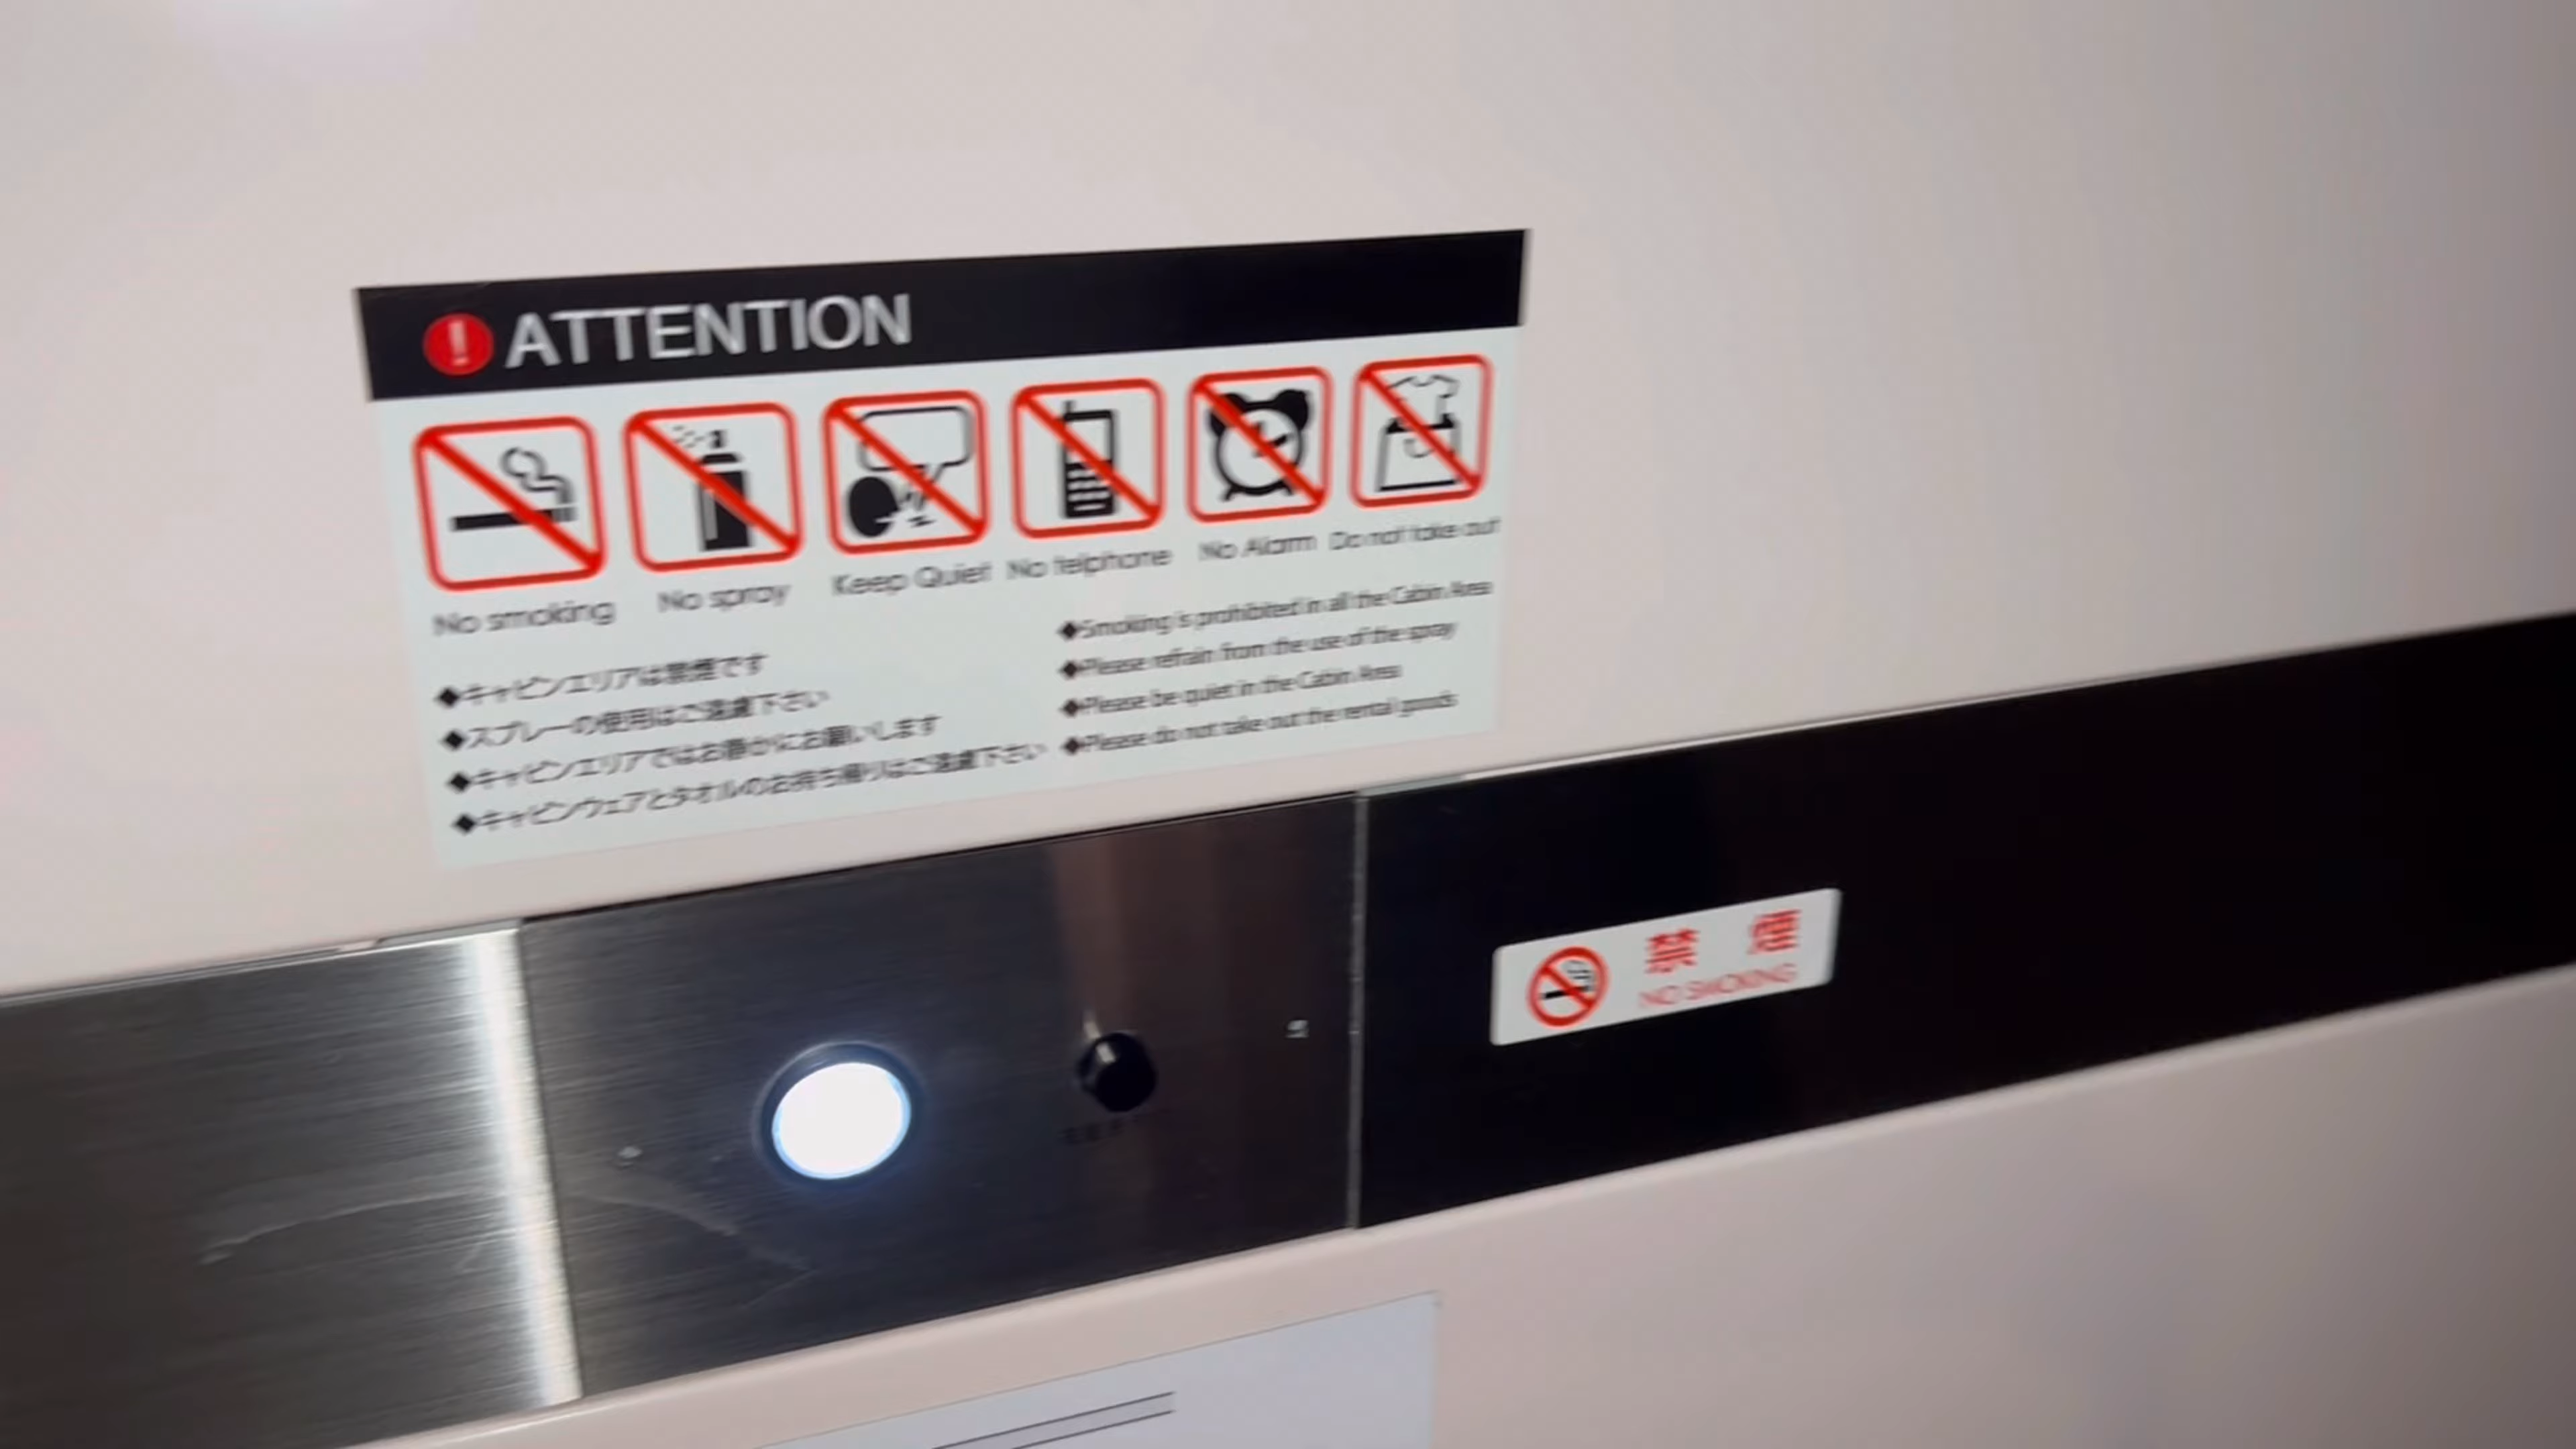 ATTENTION
No smoking
No spray
Keep Quiet
No telphone
No Alarm
Do not take out
◆キャビンエリアは禁煙です
◆スプレーの使用はご遠慮下さい
◆キャビンエリアではお静かにお願いします
◆キャビンウェアとタオルのお持ち帰りはご遠慮下さい
◆Smoking is prohibited in all the Cabin Area
◆Please refrain from the use of the spray
◆Please be quiet in the Cabin Area
◆Please do not take out the rental goods
禁 煙
NO SMOKING